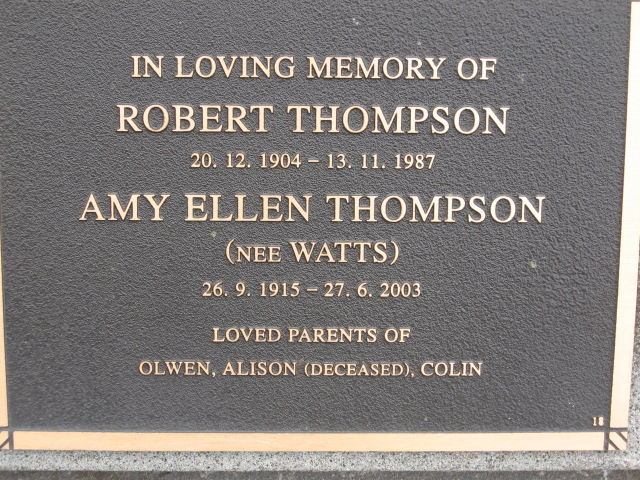 IN LOVING MEMORY OF
ROBERT THOMPSON
20. 12. 1904 – 13. 11. 1987
AMY ELLEN THOMPSON
(NEE WATTS)
26. 9. 1915 – 27. 6. 2003
LOVED PARENTS OF
OLWEN, ALISON (DECEASED), COLIN
18